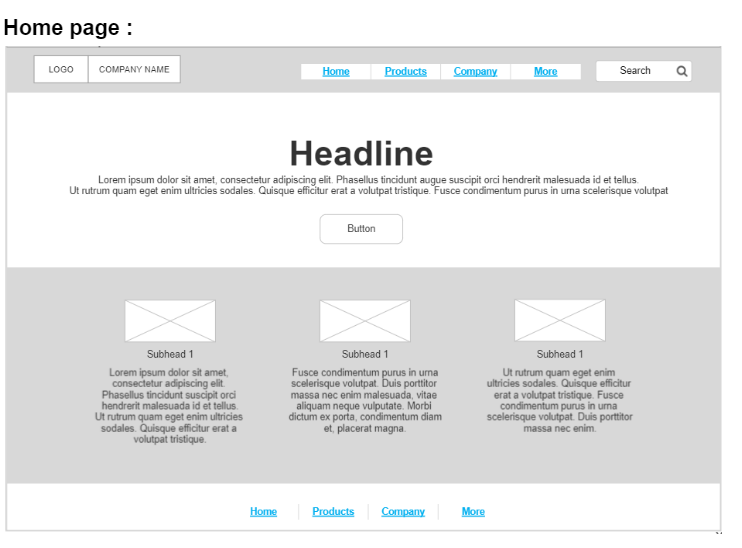 Home page :
LOGO COMPANY NAME Home Products Company More Search
Headline
Lorem ipsum dolor sit amet, consectetur adipiscing elit. Phasellus tincidunt augue suscipit orci hendrerit malesuada id et tellus.
Ut rutrum quam eget enim ultricies sodales. Quisque efficitur erat a volutpat tristique. Fusce condimentum purus in urna scelerisque volutpat
Button
Subhead 1
Lorem ipsum dolor sit amet,
consectetur adipiscing elit.
Phasellus tincidunt suscipit orci
hendrerit malesuada id et tellus.
Ut rutrum quam eget enim ultricies
sodales. Quisque efficitur erat a
volutpat tristique.
Subhead 1
Fusce condimentum purus in urna
scelerisque volutpat. Duis porttitor
massa nec enim malesuada, vitae
aliquam neque vulputate. Morbi
dictum ex porta, condimentum diam
et, placerat magna.
Subhead 1
Ut rutrum quam eget enim
ultricies sodales. Quisque efficitur
erat a volutpat tristique. Fusce
condimentum purus in urna
scelerisque volutpat. Duis porttitor
massa nec enim.
Home Products Company More